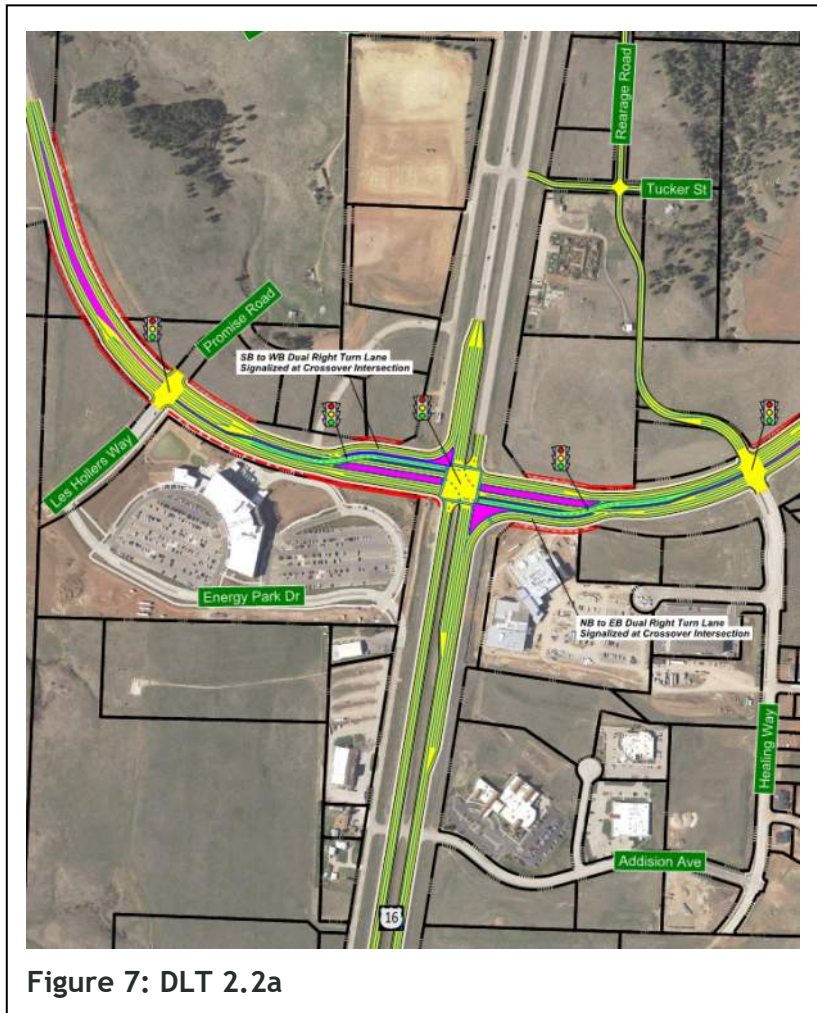 Rearage Road
Tucker St
Promise Road
SB to WB Dual Right Turn Lane
Signalized at Crossover Intersection
Les Hollers Way
Energy Park Dr
NB to EB Dual Right Turn Lane
Signalized at Crossover Intersection
Healing Way
Addision Ave
16
Figure 7: DLT 2.2a